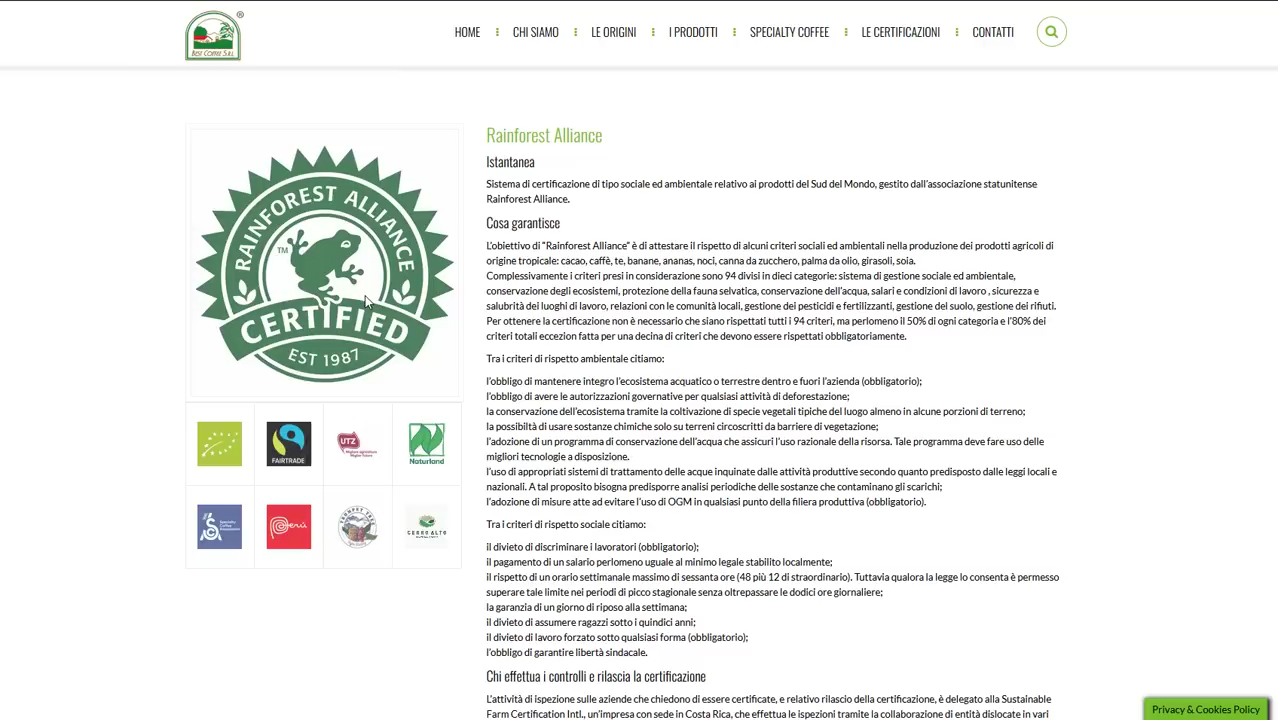 BEST COFFEE S.R.L.
®
HOME
CHI SIAMO
LE ORIGINI
I PRODOTTI
SPECIALTY COFFEE
LE CERTIFICAZIONI
CONTATTI
RAINFOREST ALLIANCE
TM
CERTIFIED
EST 1987
FAIRTRADE
UTZ
Naturland
Specialty
Coffee
Association
Perú
CERRO ALTO
Rainforest Alliance
Istantanea
Sistema di certificazione di tipo sociale ed ambientale relativo ai prodotti del Sud del Mondo, gestito dall'associazione statunitense
Rainforest Alliance.
Cosa garantisce
L'obiettivo di "Rainforest Alliance" è di attestare il rispetto di alcuni criteri sociali ed ambientali nella produzione dei prodotti agricoli di
origine tropicale: cacao, caffè, te, banane, ananas, noci, canna da zucchero, palma da olio, girasoli, soia.
Complessivamente i criteri presi in considerazione sono 94 divisi in dieci categorie: sistema di gestione sociale ed ambientale,
conservazione degli ecosistemi, protezione della fauna selvatica, conservazione dell'acqua, salari e condizioni di lavoro , sicurezza e
salubrità dei luoghi di lavoro, relazioni con le comunità locali, gestione dei pesticidi e fertilizzanti, gestione del suolo, gestione dei rifiuti.
Per ottenere la certificazione non è necessario che siano rispettati tutti i 94 criteri, ma perlomeno il 50% di ogni categoria e l'80% dei
criteri totali eccezion fatta per una decina di criteri che devono essere rispettati obbligatoriamente.
Tra i criteri di rispetto ambientale citiamo:
l'obbligo di mantenere integro l'ecosistema acquatico o terrestre dentro e fuori l'azienda (obbligatorio);
l'obbligo di avere le autorizzazioni governative per qualsiasi attività di deforestazione;
la conservazione dell'ecosistema tramite la coltivazione di specie vegetali tipiche del luogo almeno in alcune porzioni di terreno;
la possibiltà di usare sostanze chimiche solo su terreni circoscritti da barriere di vegetazione;
l'adozione di un programma di conservazione dell'acqua che assicuri l'uso razionale della risorsa. Tale programma deve fare uso delle
migliori tecnologie a disposizione.
l'uso di appropriati sistemi di trattamento delle acque inquinate dalle attività produttive secondo quanto predisposto dalle leggi locali e
nazionali. A tal proposito bisogna predisporre analisi periodiche delle sostanze che contaminano gli scarichi;
l'adozione di misure atte ad evitare l'uso di OGM in qualsiasi punto della filiera produttiva (obbligatorio).
Tra i criteri di rispetto sociale citiamo:
il divieto di discriminare i lavoratori (obbligatorio);
il pagamento di un salario perlomeno uguale al minimo legale stabilito localmente;
il rispetto di un orario settimanale massimo di sessanta ore (48 più 12 di straordinario). Tuttavia qualora la legge lo consenta è permesso
superare tale limite nei periodi di picco stagionale senza oltrepassare le dodici ore giornaliere;
la garanzia di un giorno di riposo alla settimana;
il divieto di assumere ragazzi sotto i quindici anni;
il divieto di lavoro forzato sotto qualsiasi forma (obbligatorio);
l'obbligo di garantire libertà sindacale.
Chi effettua i controlli e rilascia la certificazione
L'attività di ispezione sulle aziende che chiedono di essere certificate, e relativo rilascio della certificazione, è delegato alla Sustainable
Farm Certification Intl., un'impresa con sede in Costa Rica, che effettua le ispezioni tramite la collaborazione di entità dislocate in vari
Privacy & Cookies Policy